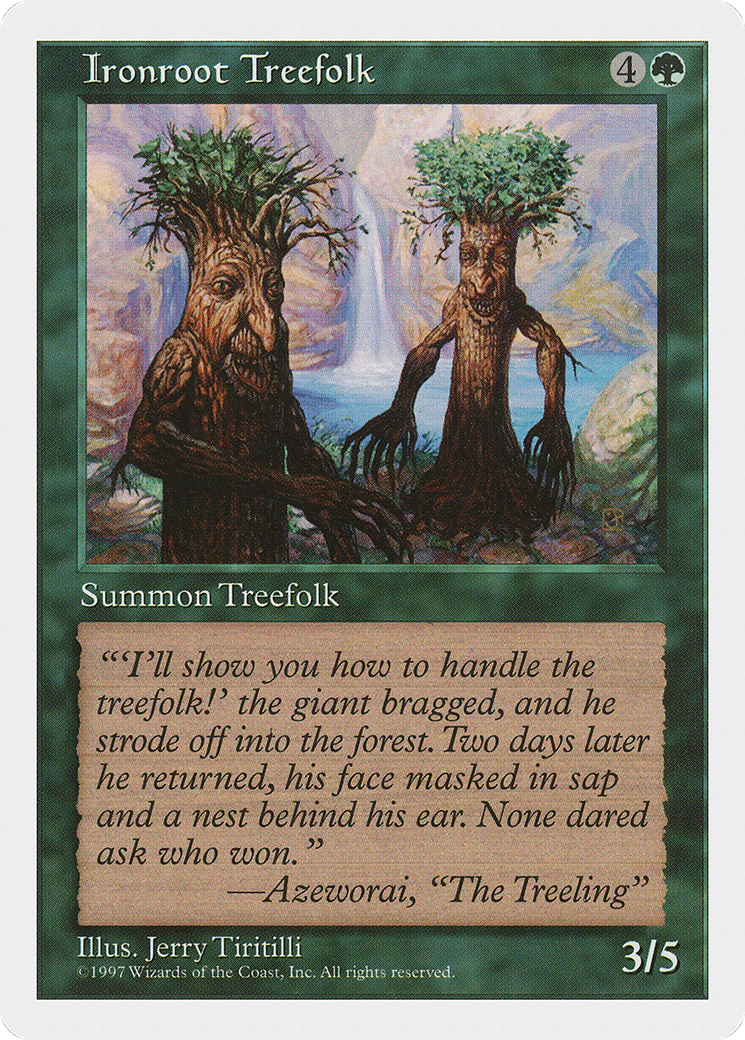 Ironroot Treefolk 4
Summon Treefolk
“‘I’ll show you how to handle the
treefolk!’ the giant bragged, and he
strode off into the forest. Two days later
he returned, his face masked in sap
and a nest behind his ear. None dared
ask who won.”
—Azeworai, “The Treeling”
Illus. Jerry Tiritilli
©1997 Wizards of the Coast, Inc. All rights reserved.
3/5